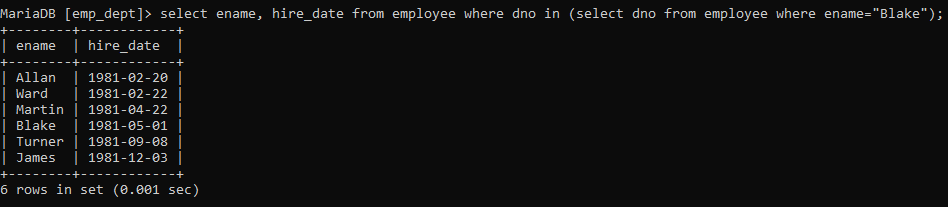 MariaDB [emp_dept]> select ename, hire_date from employee where dno in (select dno from employee where ename="Blake");
+--------+------------+
| ename  | hire_date  |
+--------+------------+
| Allan  | 1981-02-20 |
| Ward   | 1981-02-22 |
| Martin | 1981-04-22 |
| Blake  | 1981-05-01 |
| Turner | 1981-09-08 |
| James  | 1981-12-03 |
+--------+------------+
6 rows in set (0.001 sec)